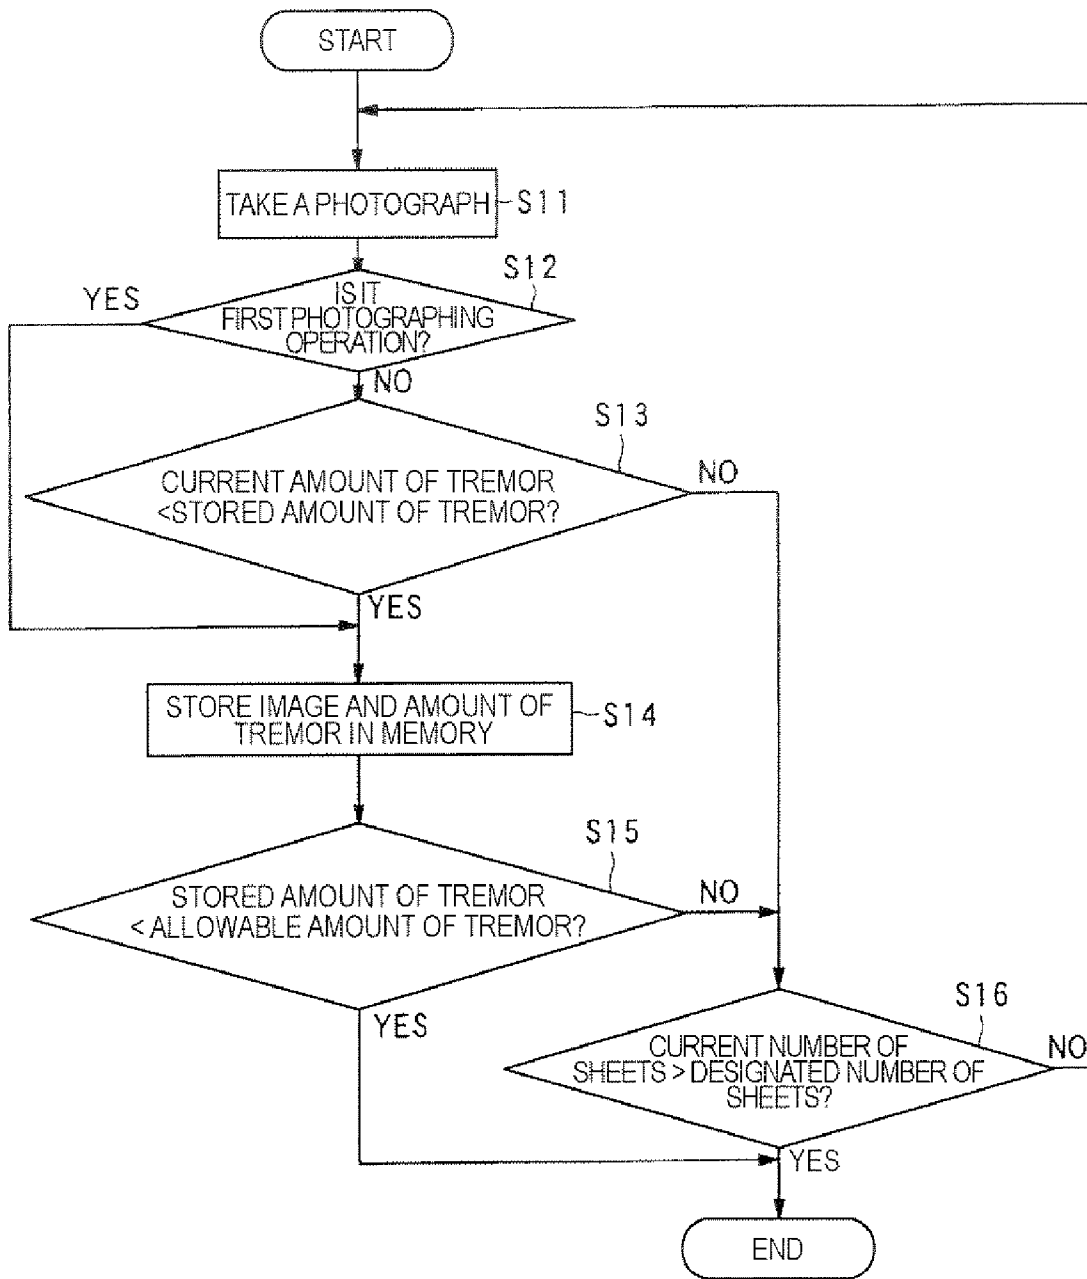 START
TAKE A PHOTOGRAPH
S11
S12
YES
IS IT
FIRST PHOTOGRAPHING
OPERATION?
NO
S13
CURRENT AMOUNT OF TREMOR
<STORED AMOUNT OF TREMOR?
NO
YES
STORE IMAGE AND AMOUNT OF
TREMOR IN MEMORY
S14
S15
STORED AMOUNT OF TREMOR
< ALLOWABLE AMOUNT OF TREMOR?
NO
YES
S16
CURRENT NUMBER OF
SHEETS > DESIGNATED NUMBER OF
SHEETS?
NO
YES
END